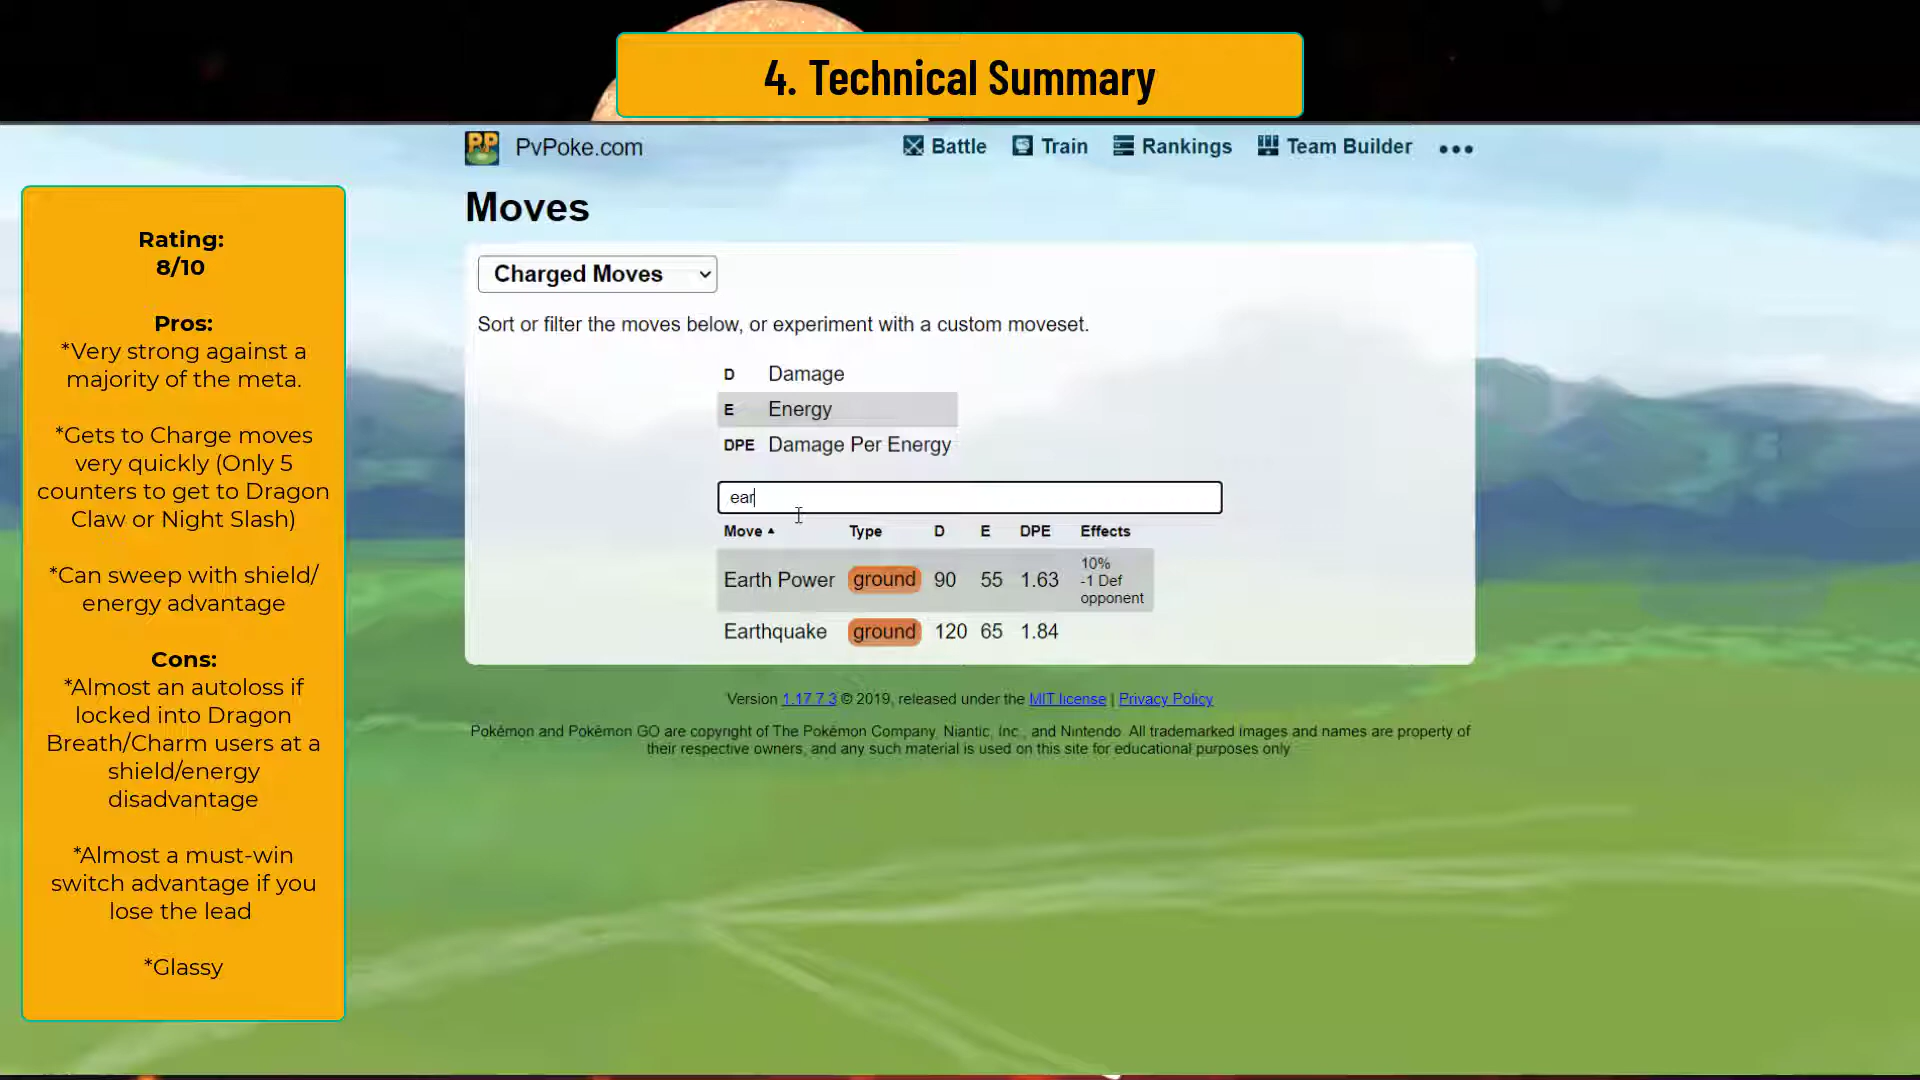 4. Technical Summary
PvPoke.com
Battle
Train
Rankings
Team Builder
Moves
Charged Moves
Sort or filter the moves below, or experiment with a custom moveset.
D Damage
E Energy
DPE Damage Per Energy
ear
Move Type D E DPE Effects
Earth Power ground 90 55 1.63 10% -1 Def opponent
Earthquake ground 120 65 1.84
Version 1.17.7.3 © 2019, released under the MIT license | Privacy Policy
Pokémon and Pokémon GO are copyright of The Pokémon Company, Niantic, Inc., and Nintendo. All trademarked images and names are property of
their respective owners, and any such material is used on this site for educational purposes only
Rating:
8/10
Pros:
*Very strong against a
majority of the meta.
*Gets to Charge moves
very quickly (Only 5
counters to get to Dragon
Claw or Night Slash)
*Can sweep with shield/
energy advantage
Cons:
*Almost an autoloss if
locked into Dragon
Breath/Charm users at a
shield/energy
disadvantage
*Almost a must-win
switch advantage if you
lose the lead
*Glassy